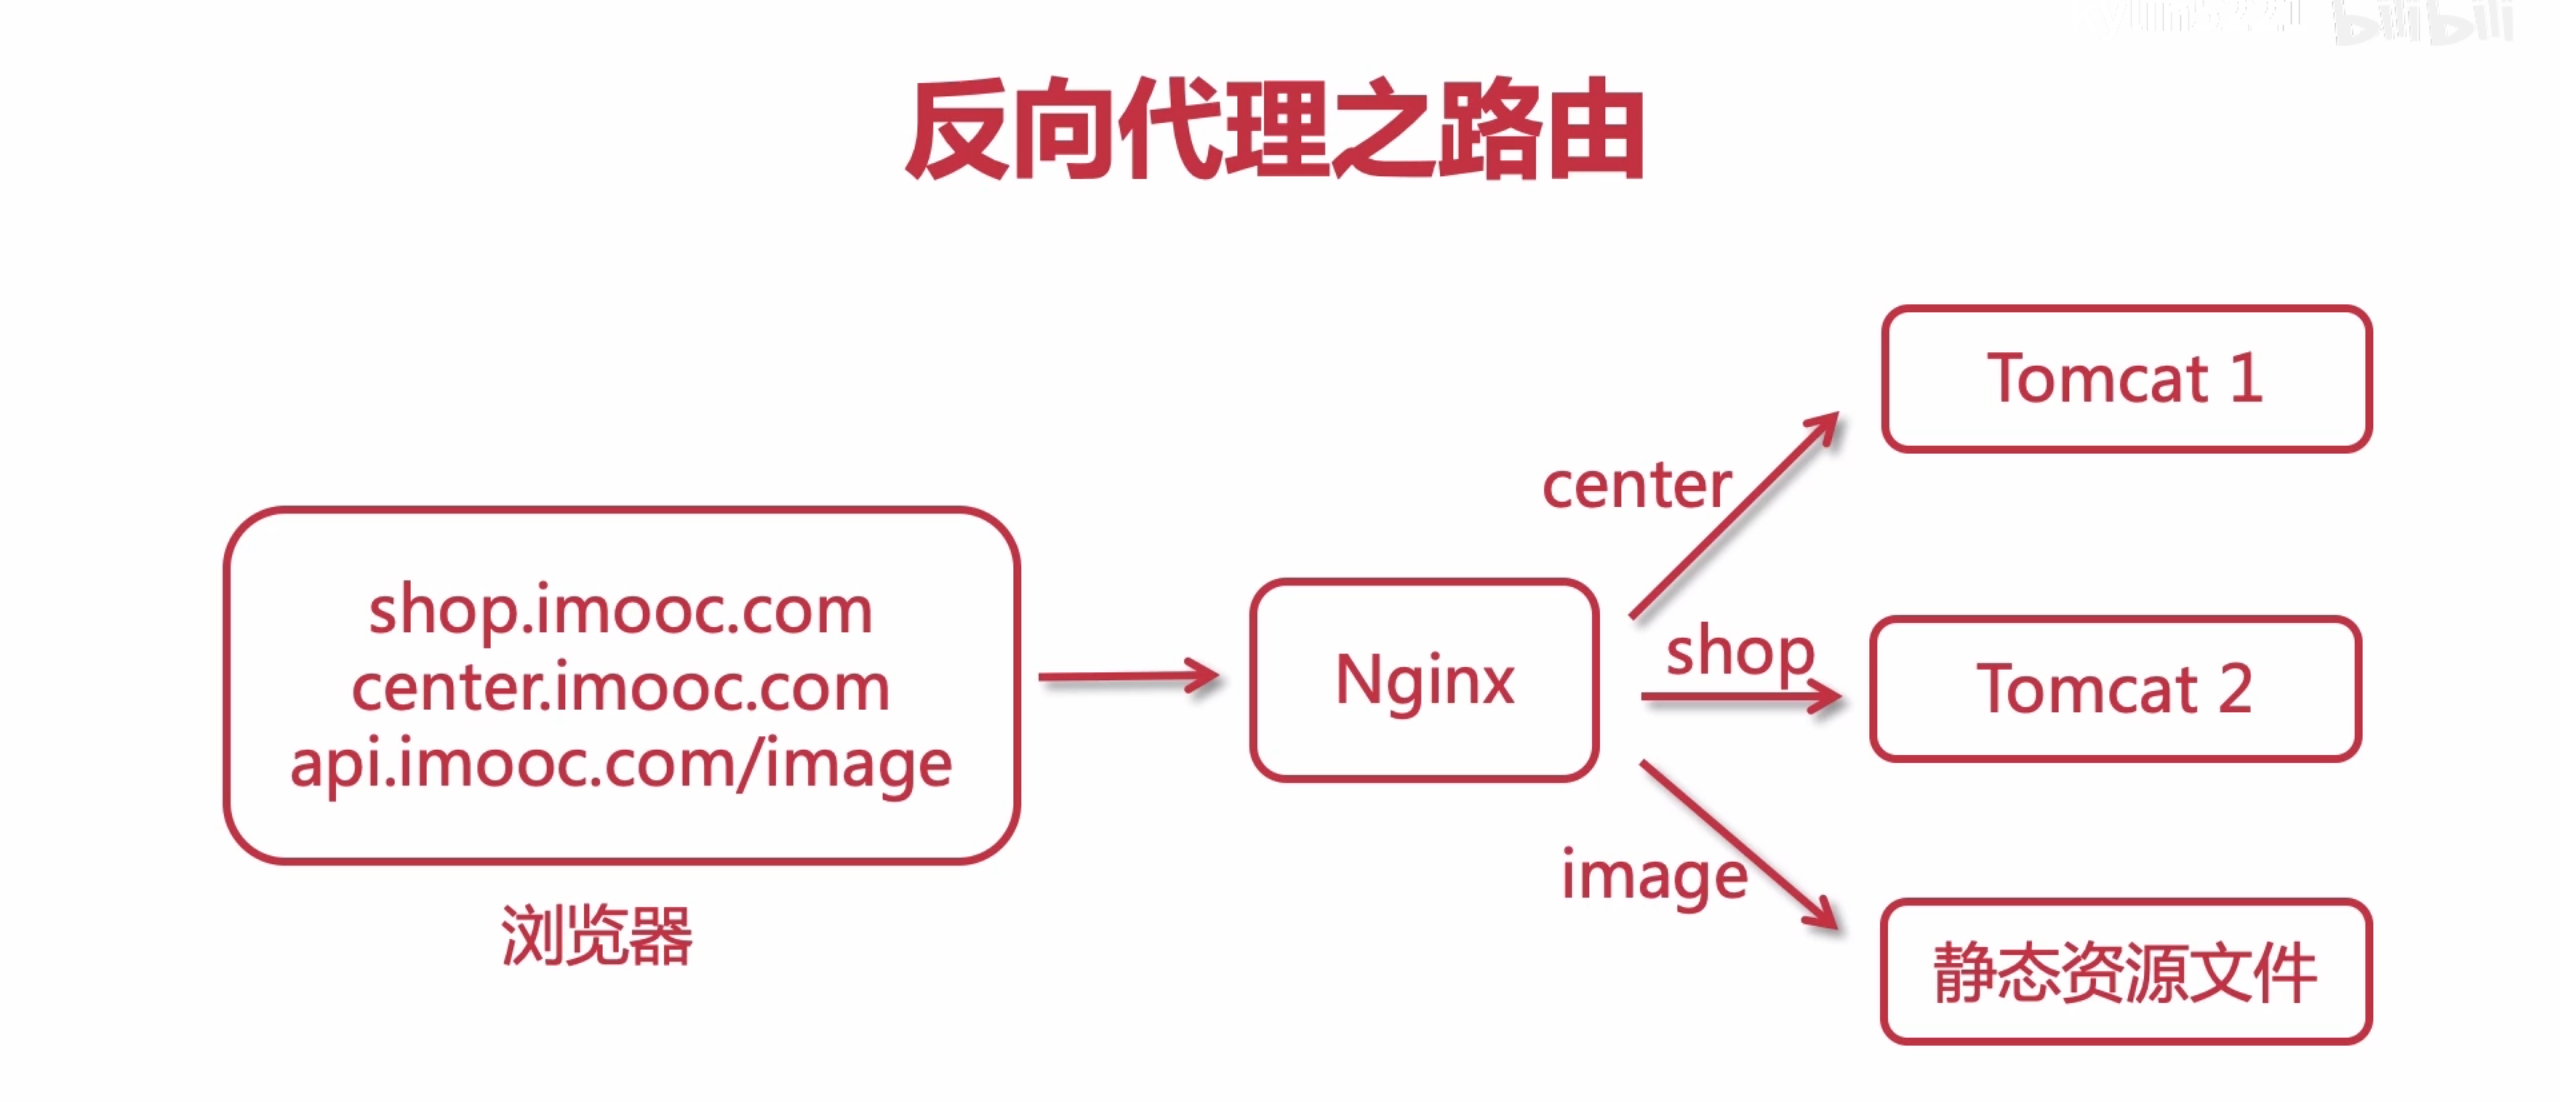 bilibili
反向代理之路由
shop.imooc.com
center.imooc.com
api.imooc.com/image
浏览器
Nginx
center
shop
image
Tomcat 1
Tomcat 2
静态资源文件